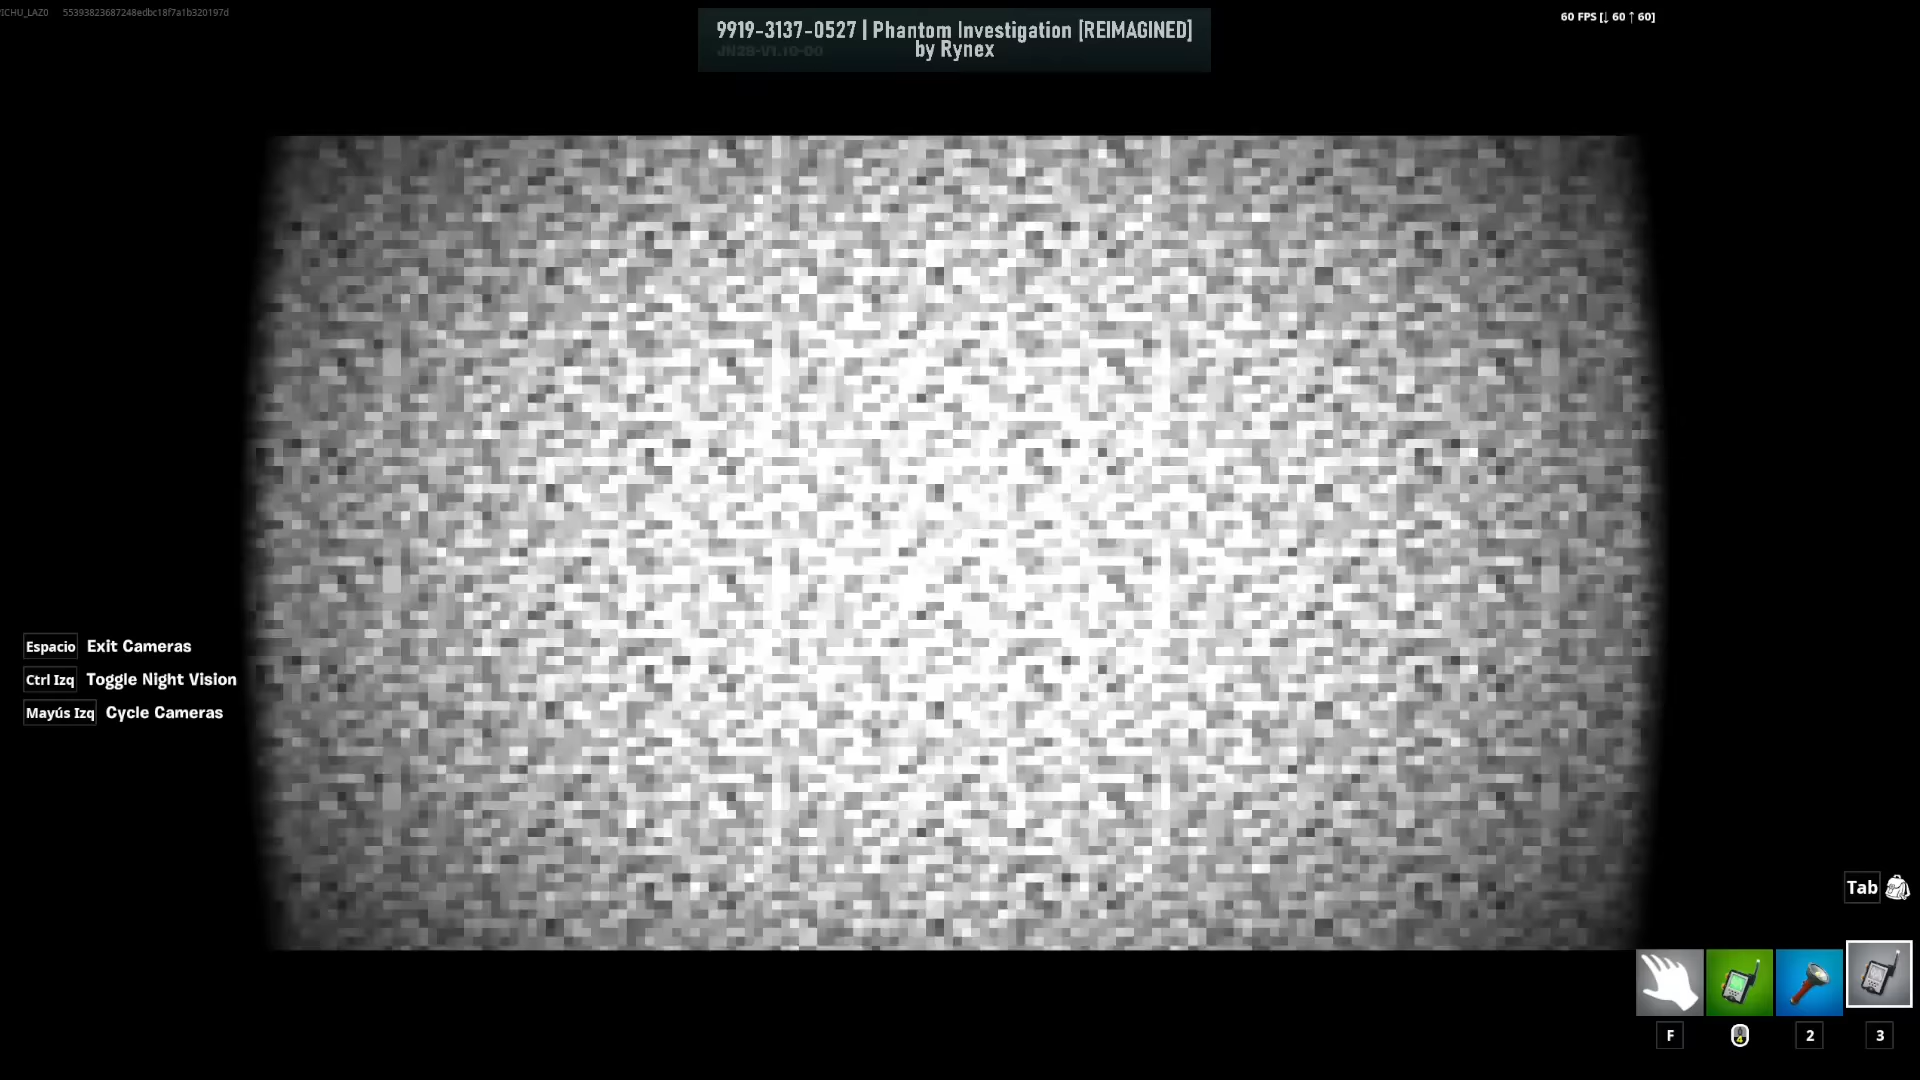 ICHU_LAZ0 55393823687248edbc18f7a1b320197d
60 FPS [↓ 60 ↑ 60]
9919-3137-0527 | Phantom Investigation [REIMAGINED]
by Rynex
Espacio Exit Cameras
Ctrl Izq Toggle Night Vision
Mayús Izq Cycle Cameras
Tab
F 4 2 3